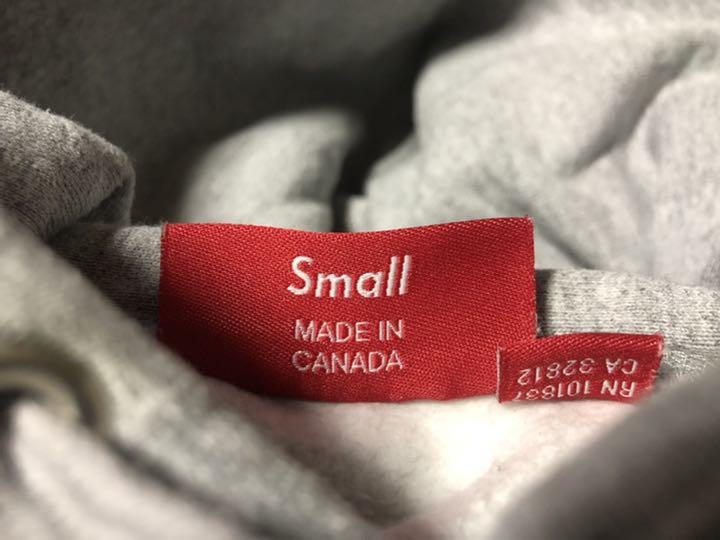 Small
MADE IN
CANADA
RN 101837
CA 32812